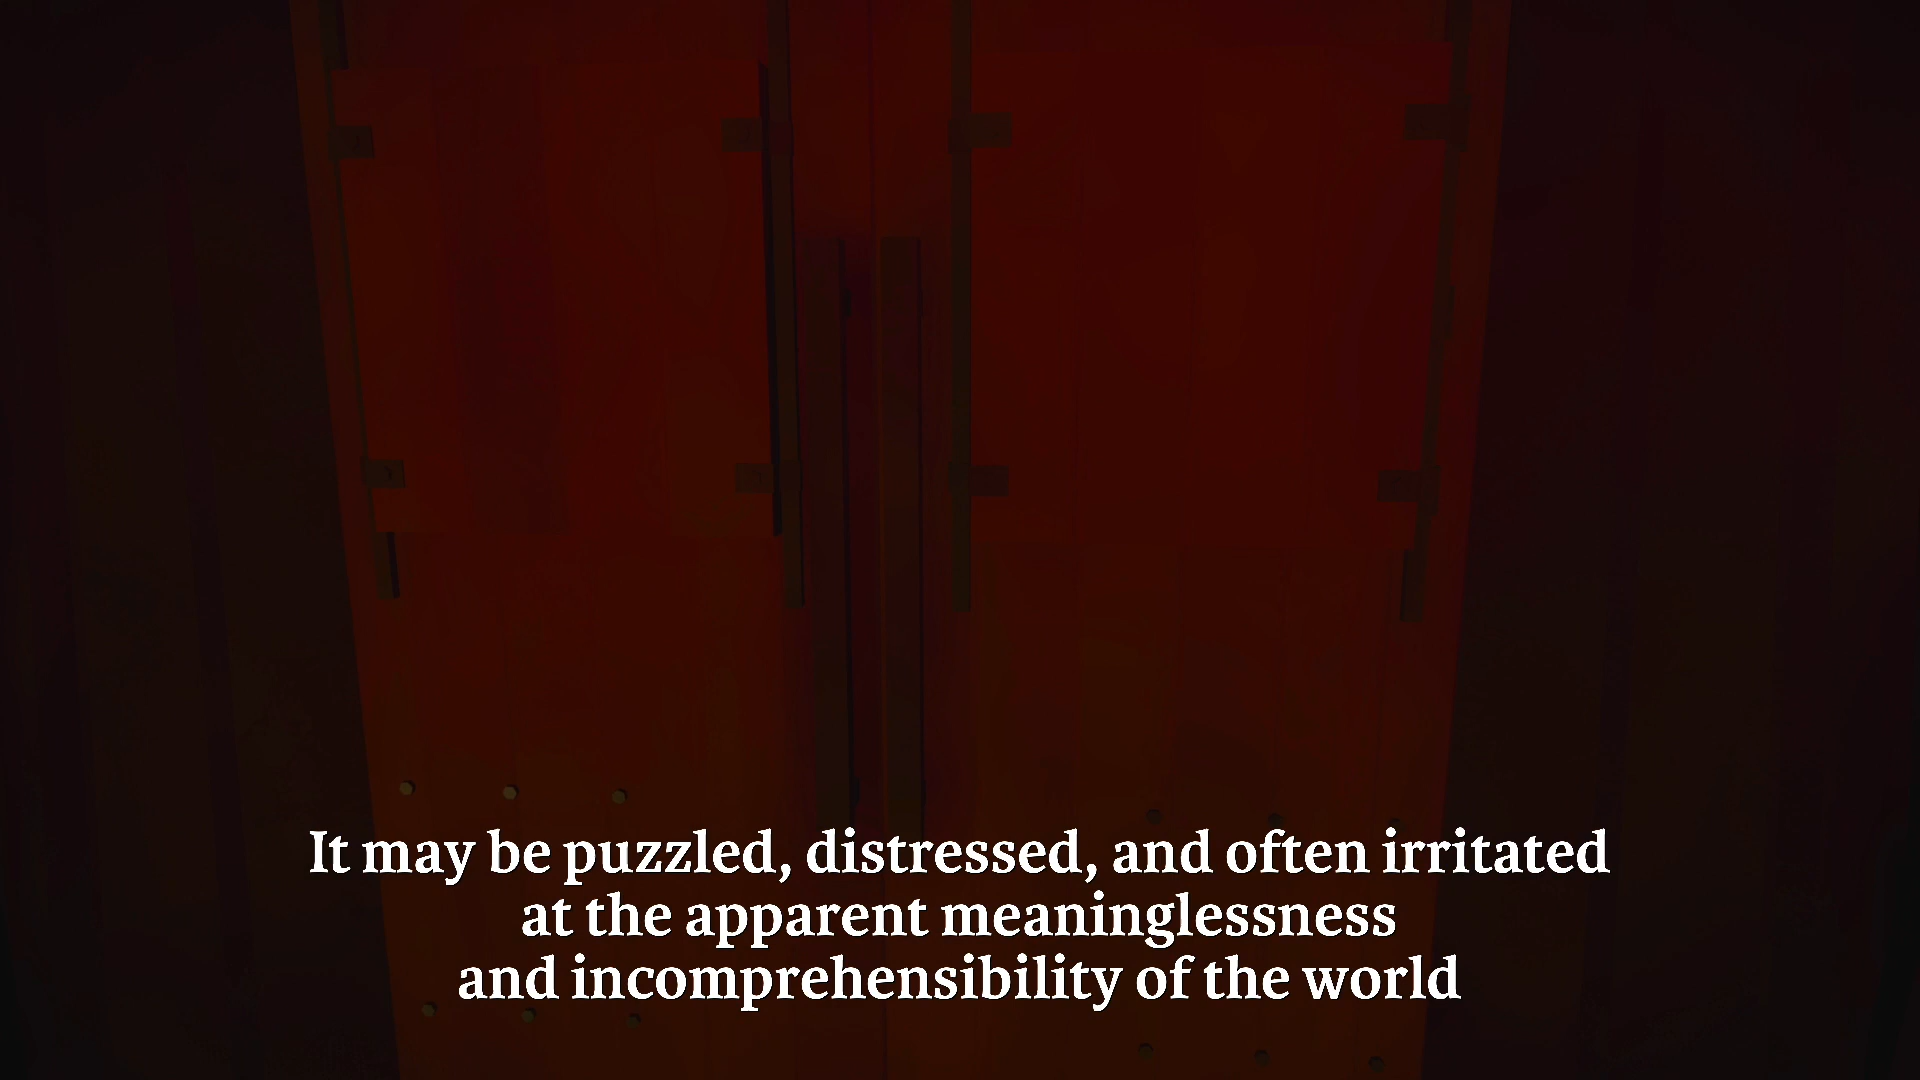 It may be puzzled, distressed, and often irritated
at the apparent meaninglessness
and incomprehensibility of the world